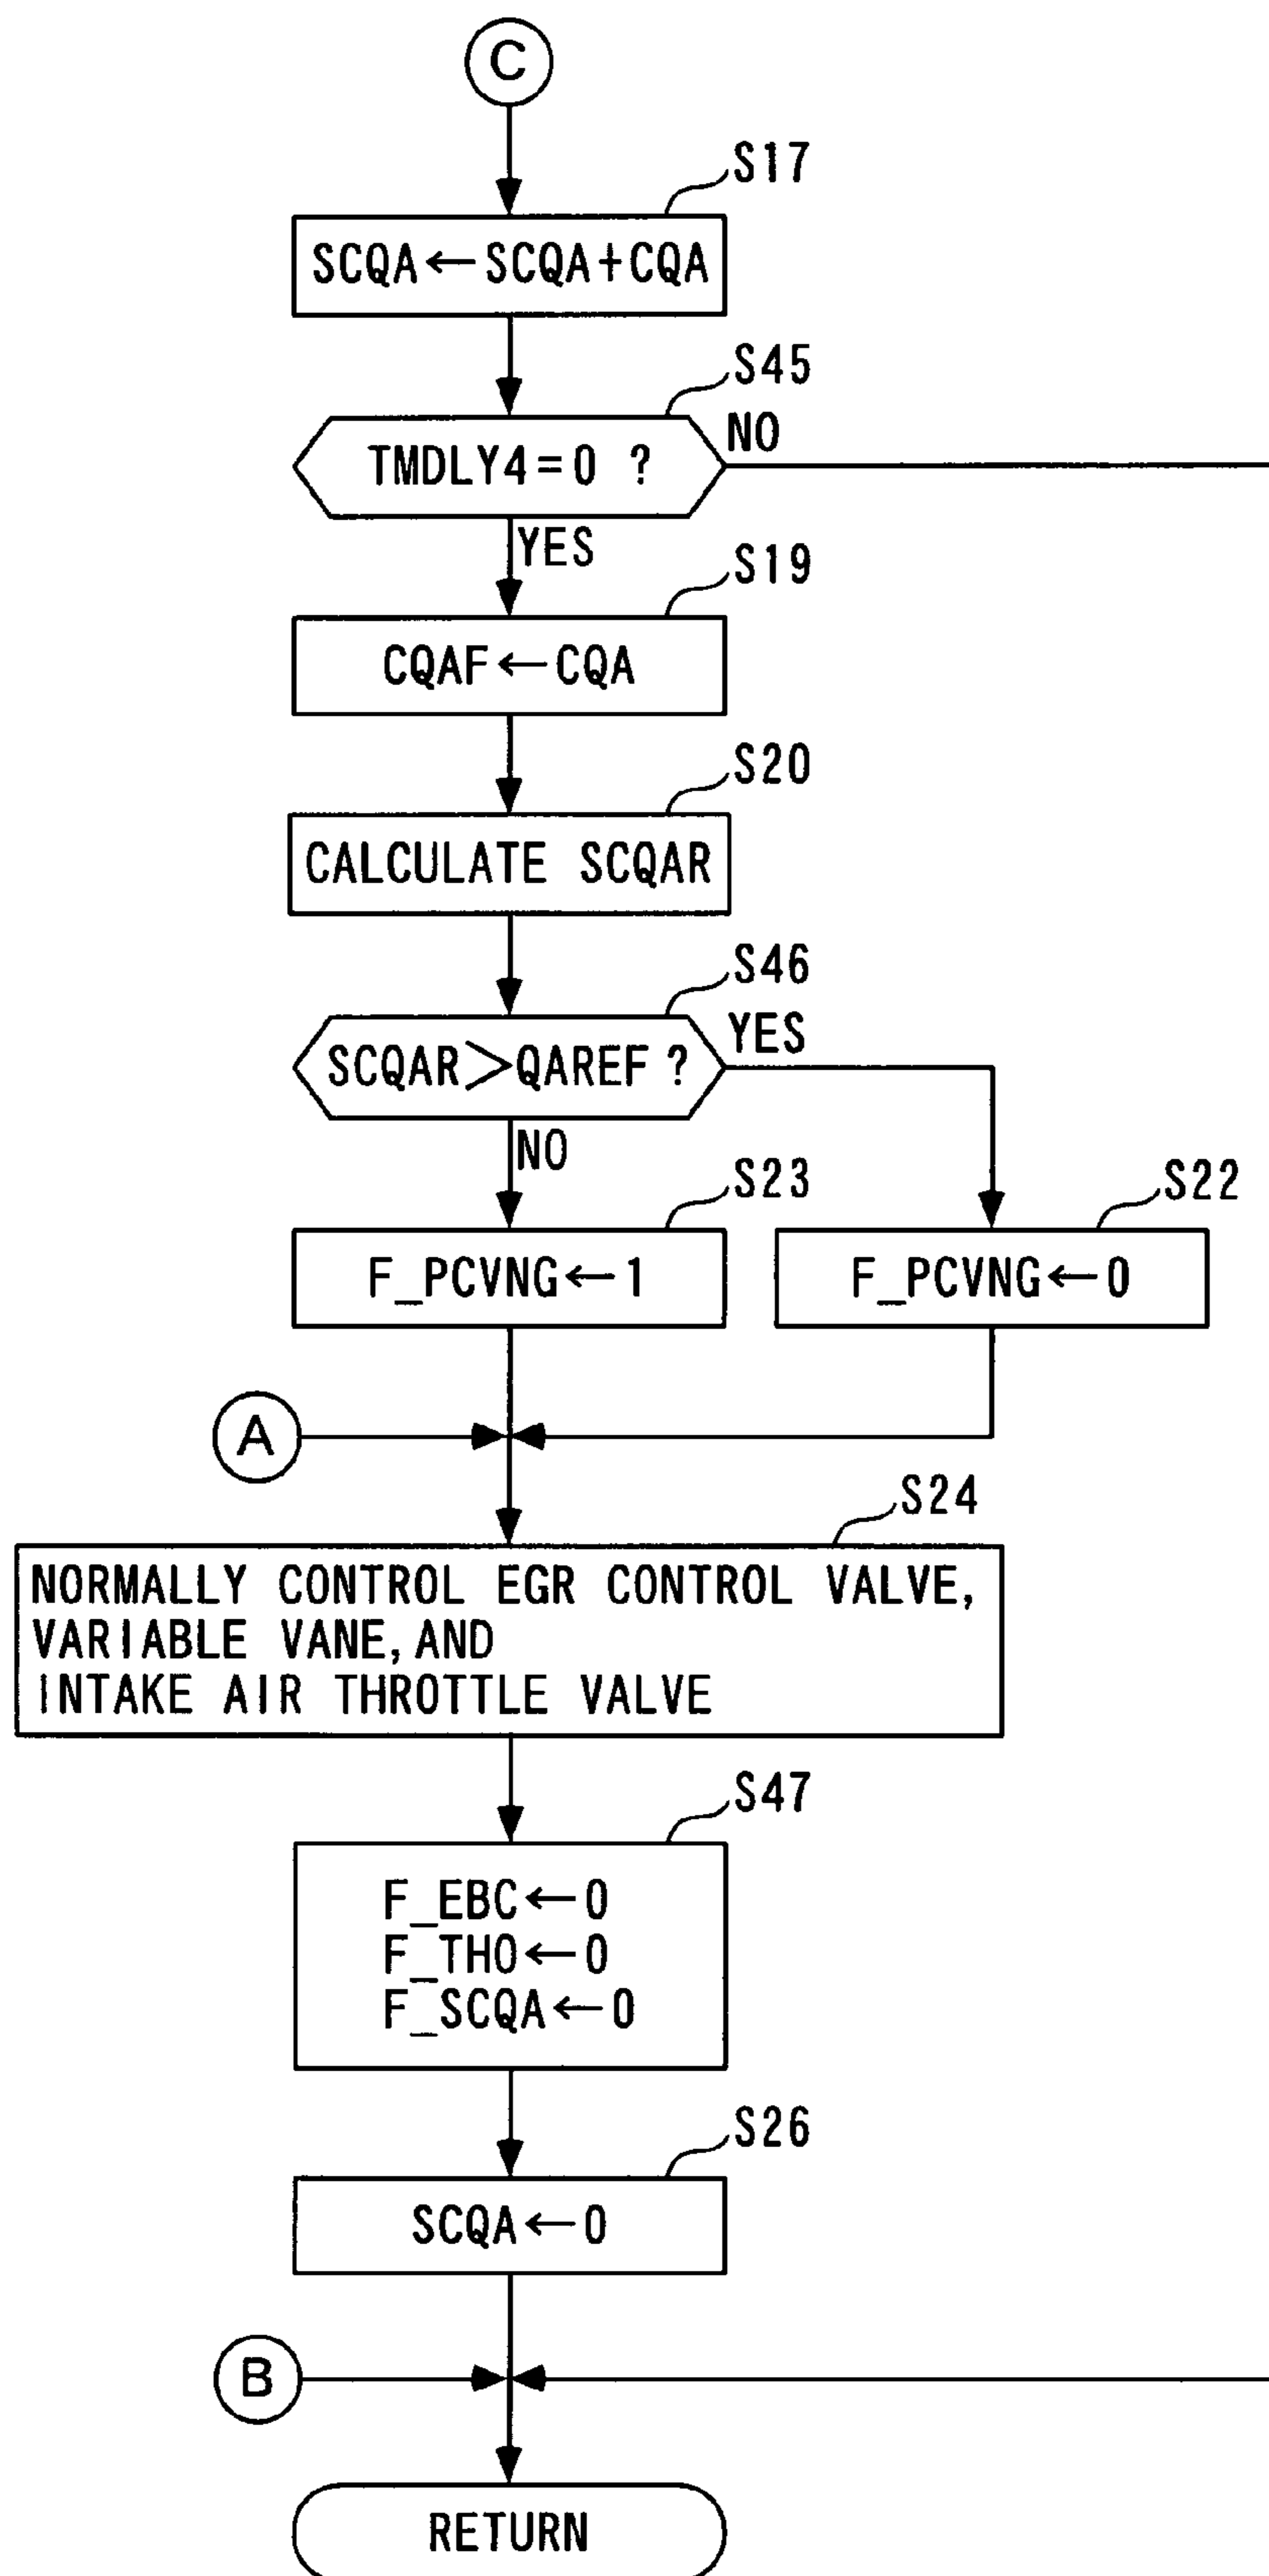 C
S17
SCQA←SCQA+CQA
S45
TMDLY4=0 ?
NO
YES
S19
CQAF←CQA
S20
CALCULATE SCQAR
S46
SCQAR>QAREF ?
YES
NO
S23
F_PCVNG←1
S22
F_PCVNG←0
A
S24
NORMALLY CONTROL EGR CONTROL VALVE,
VARIABLE VANE, AND
INTAKE AIR THROTTLE VALVE
S47
F_EBC←0
F_THO←0
F_SCQA←0
S26
SCQA←0
B
RETURN